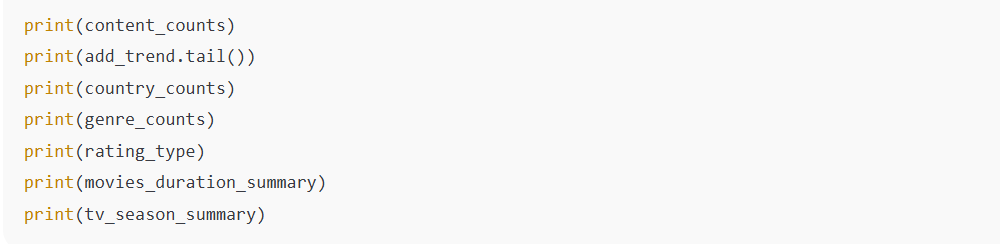 print(content_counts)
print(add_trend.tail())
print(country_counts)
print(genre_counts)
print(rating_type)
print(movies_duration_summary)
print(tv_season_summary)